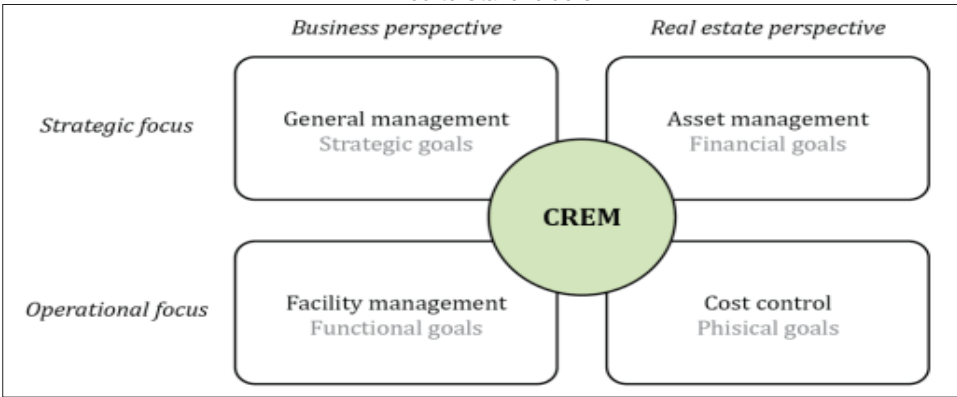 Business perspective
Real estate perspective
Strategic focus
General management
Strategic goals
Asset management
Financial goals
CREM
Operational focus
Facility management
Functional goals
Cost control
Phisical goals